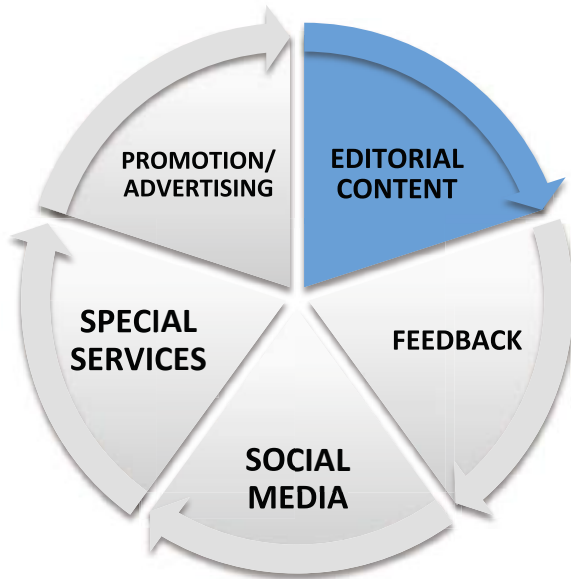 PROMOTION/
ADVERTISING
EDITORIAL
CONTENT
FEEDBACK
SOCIAL
MEDIA
SPECIAL
SERVICES